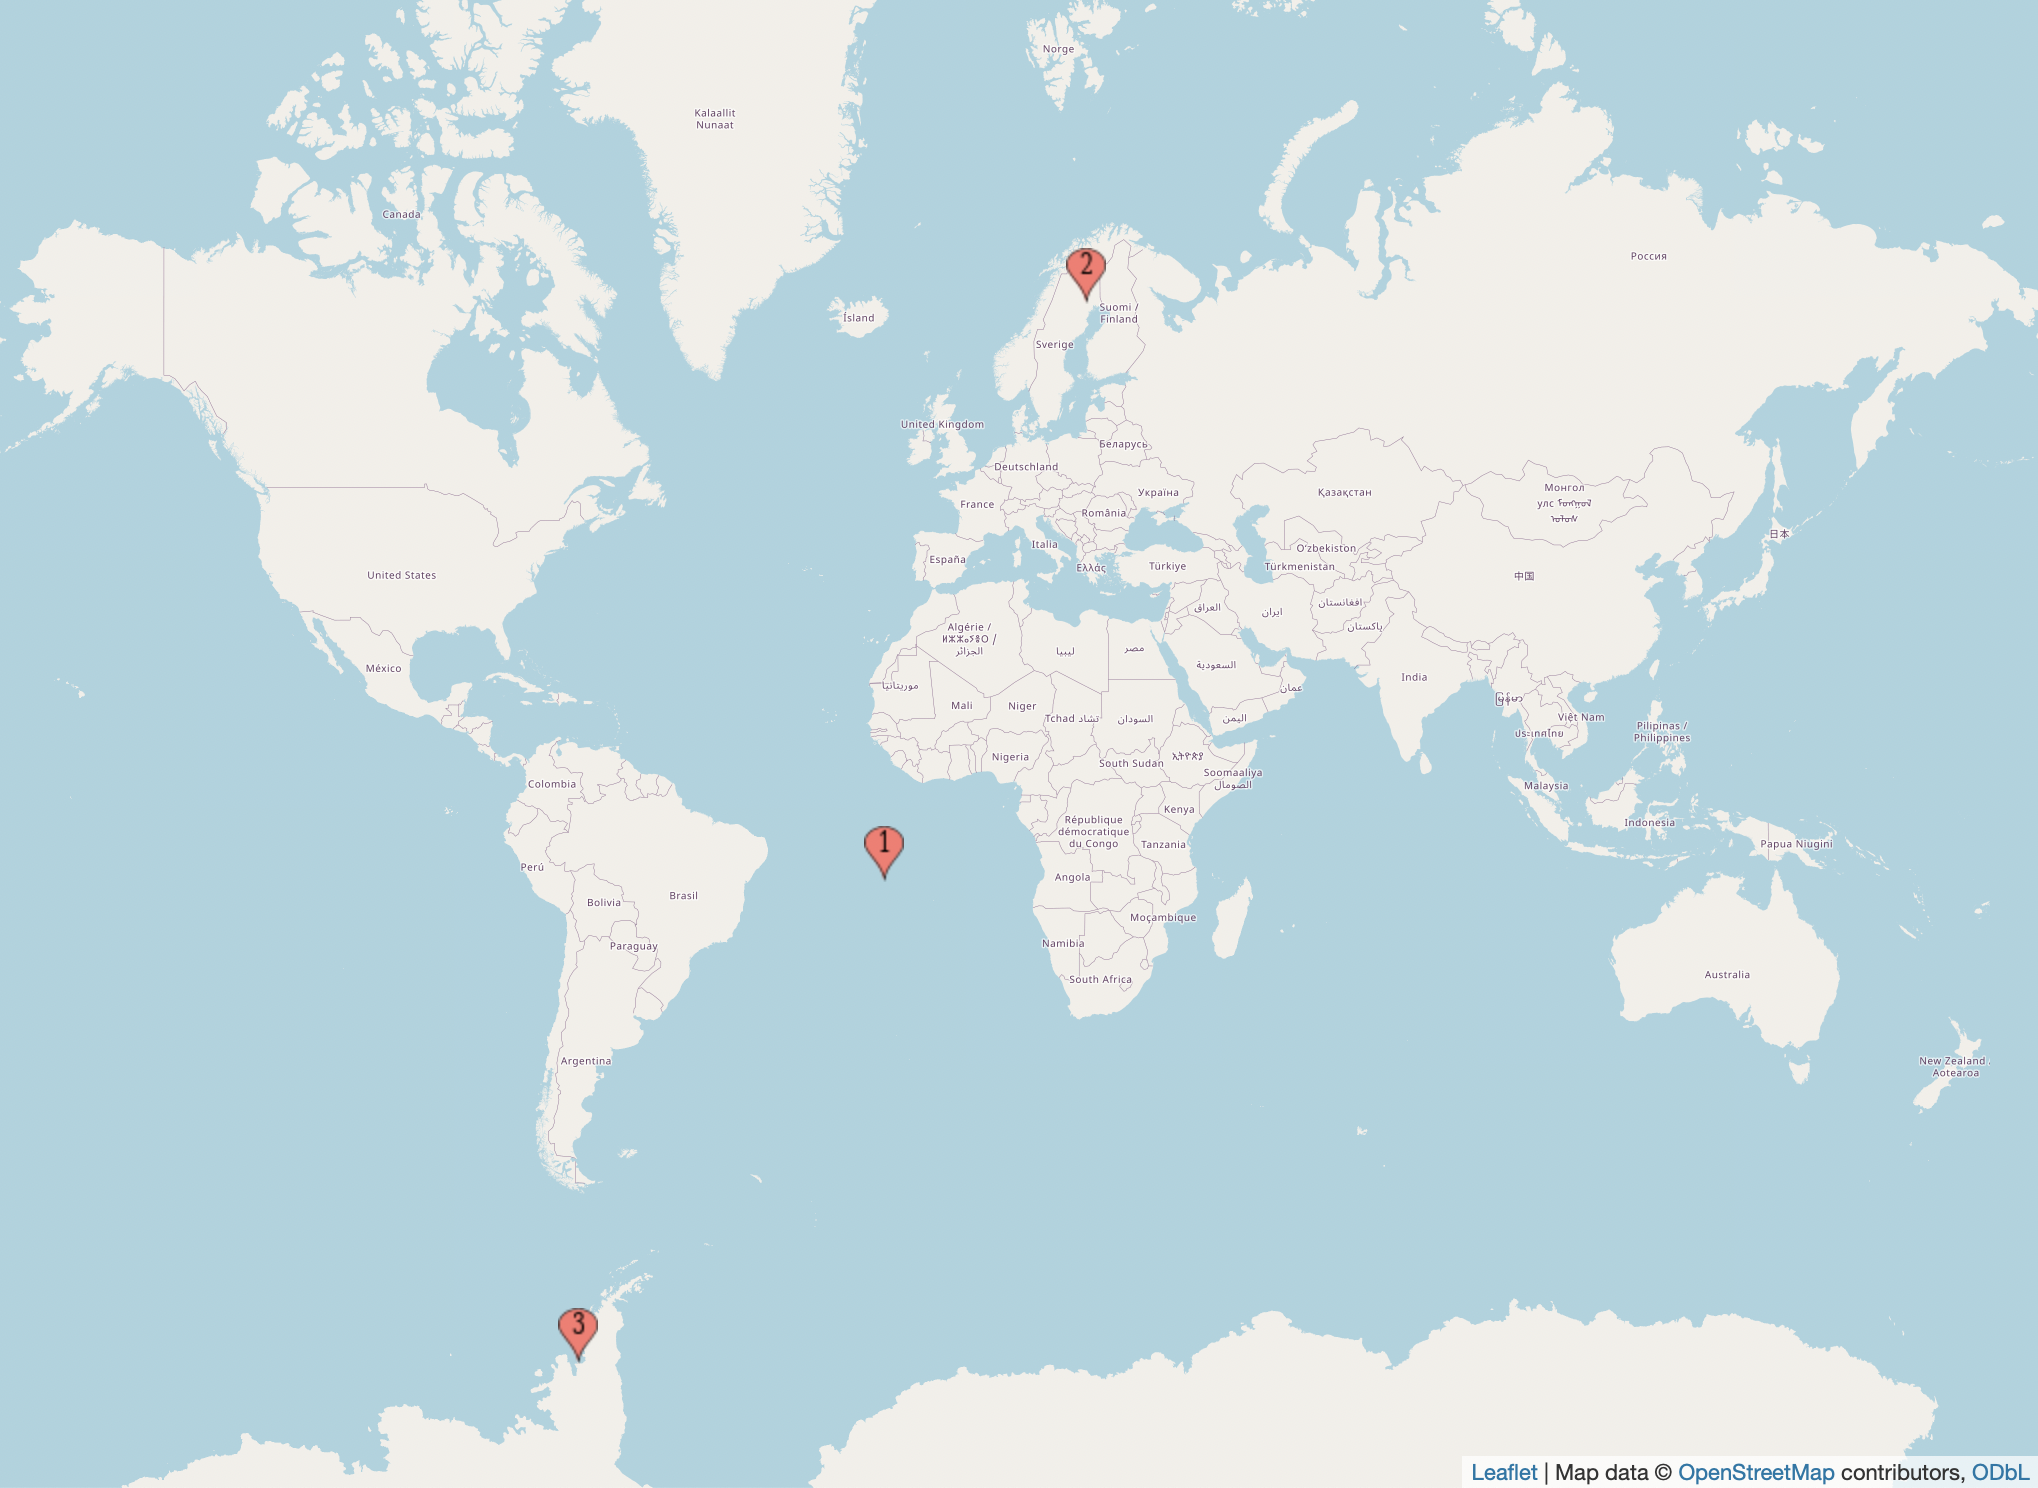 Norge
Kalaallit
Nunaat
Canada
Россия
2
Suomi /
Finland
Ísland
Sverige
United Kingdom
Беларусь
Deutschland
Україна
Қазақстан
Монгол
улс
France
România
日本
Italia
O'zbekiston
España
Ελλάς
Türkiye
Türkmenistan
United States
中国
افغانستان
العراق
ایران
پاکستان
Algérie /
ⵍⵣⵣⴰⵢⴻⵔ /
الجزائر
ليبيا
مصر
México
السعودية
India
موريتانيا
عمان
Mali
Niger
Tchad تشاد
السودان
اليمن
Việt Nam
Pilipinas /
Philippines
ประเทศไทย
Nigeria
South Sudan
ኢትዮጵያ
Soomaaliya
الصومال
Colombia
Malaysia
Kenya
République
démocratique
du Congo
Indonesia
1
Tanzania
Papua Niugini
Perú
Angola
Brasil
Bolivia
Moçambique
Paraguay
Namibia
South Africa
Australia
Argentina
New Zealand /
Aotearoa
3
Leaflet | Map data © OpenStreetMap contributors, ODbL